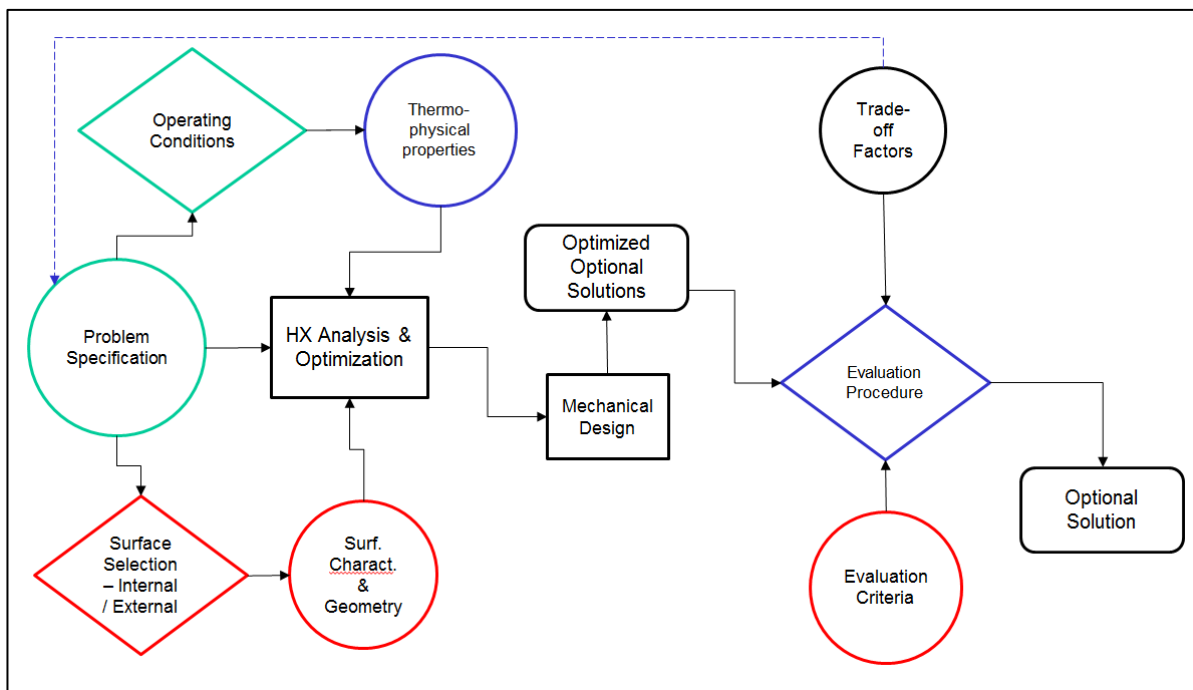 Operating
Conditions
Thermo-
physical
properties
Trade-
off
Factors
Optimized
Optional
Solutions
Problem
Specification
HX Analysis &
Optimization
Mechanical
Design
Evaluation
Procedure
Surface
Selection
– Internal
/ External
Surf.
Charact.
&
Geometry
Evaluation
Criteria
Optional
Solution